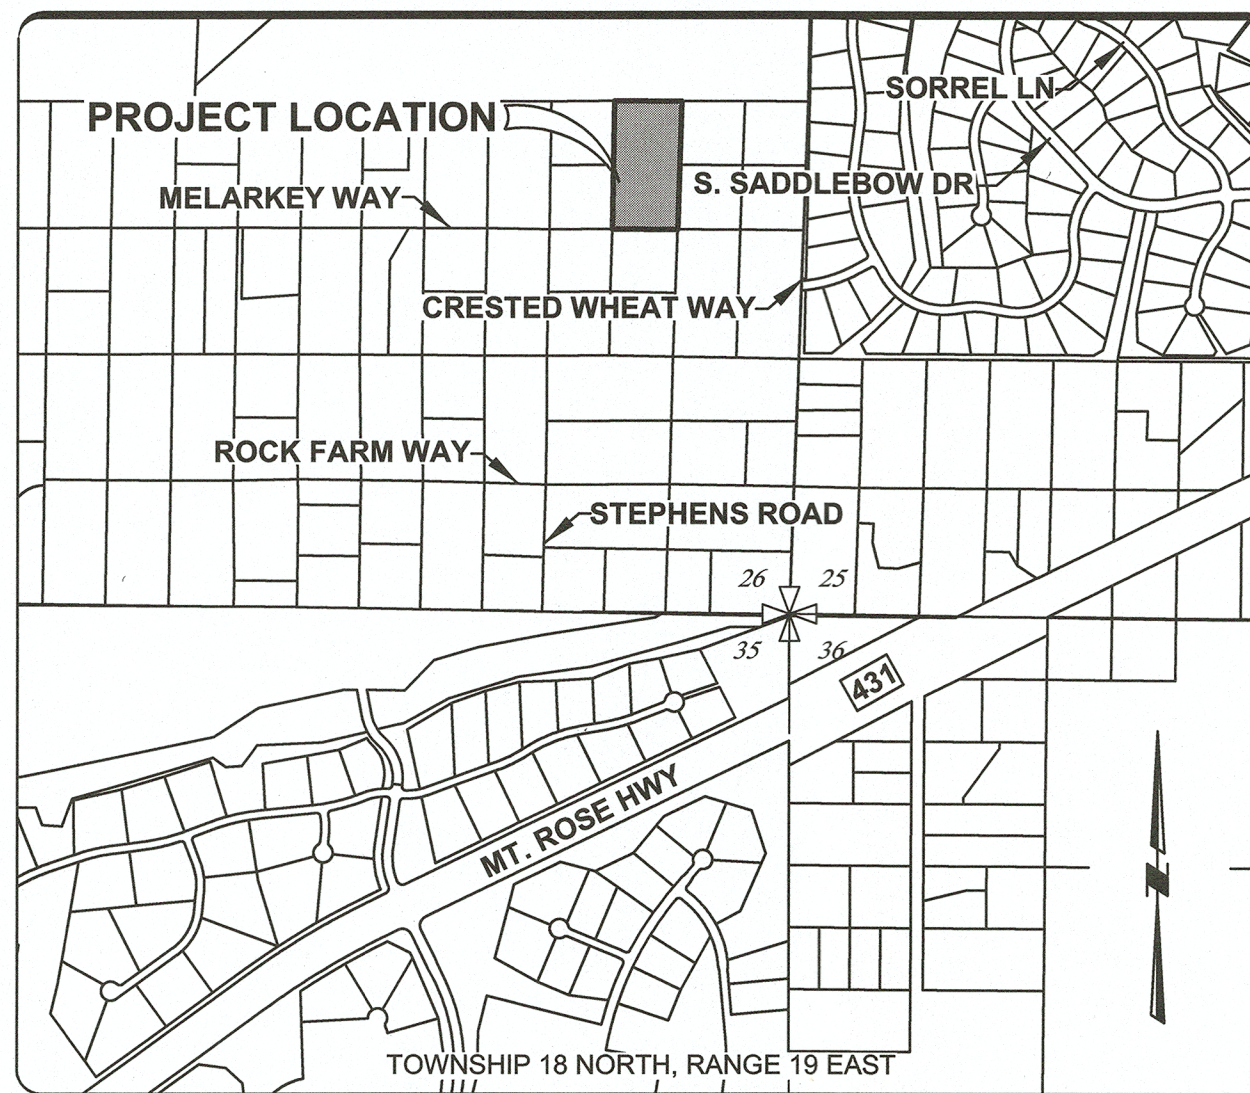 SORREL LN
PROJECT LOCATION
S. SADDLEBOW DR
MELARKEY WAY
CRESTED WHEAT WAY
ROCK FARM WAY
STEPHENS ROAD
26 25
35 36
431
MT. ROSE HWY
N
TOWNSHIP 18 NORTH, RANGE 19 EAST